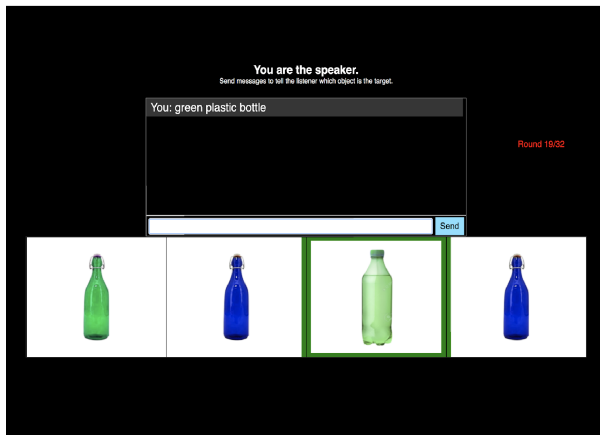 You are the speaker.
Send messages to tell the listener which object is the target.
You: green plastic bottle
Round 19/32
Send